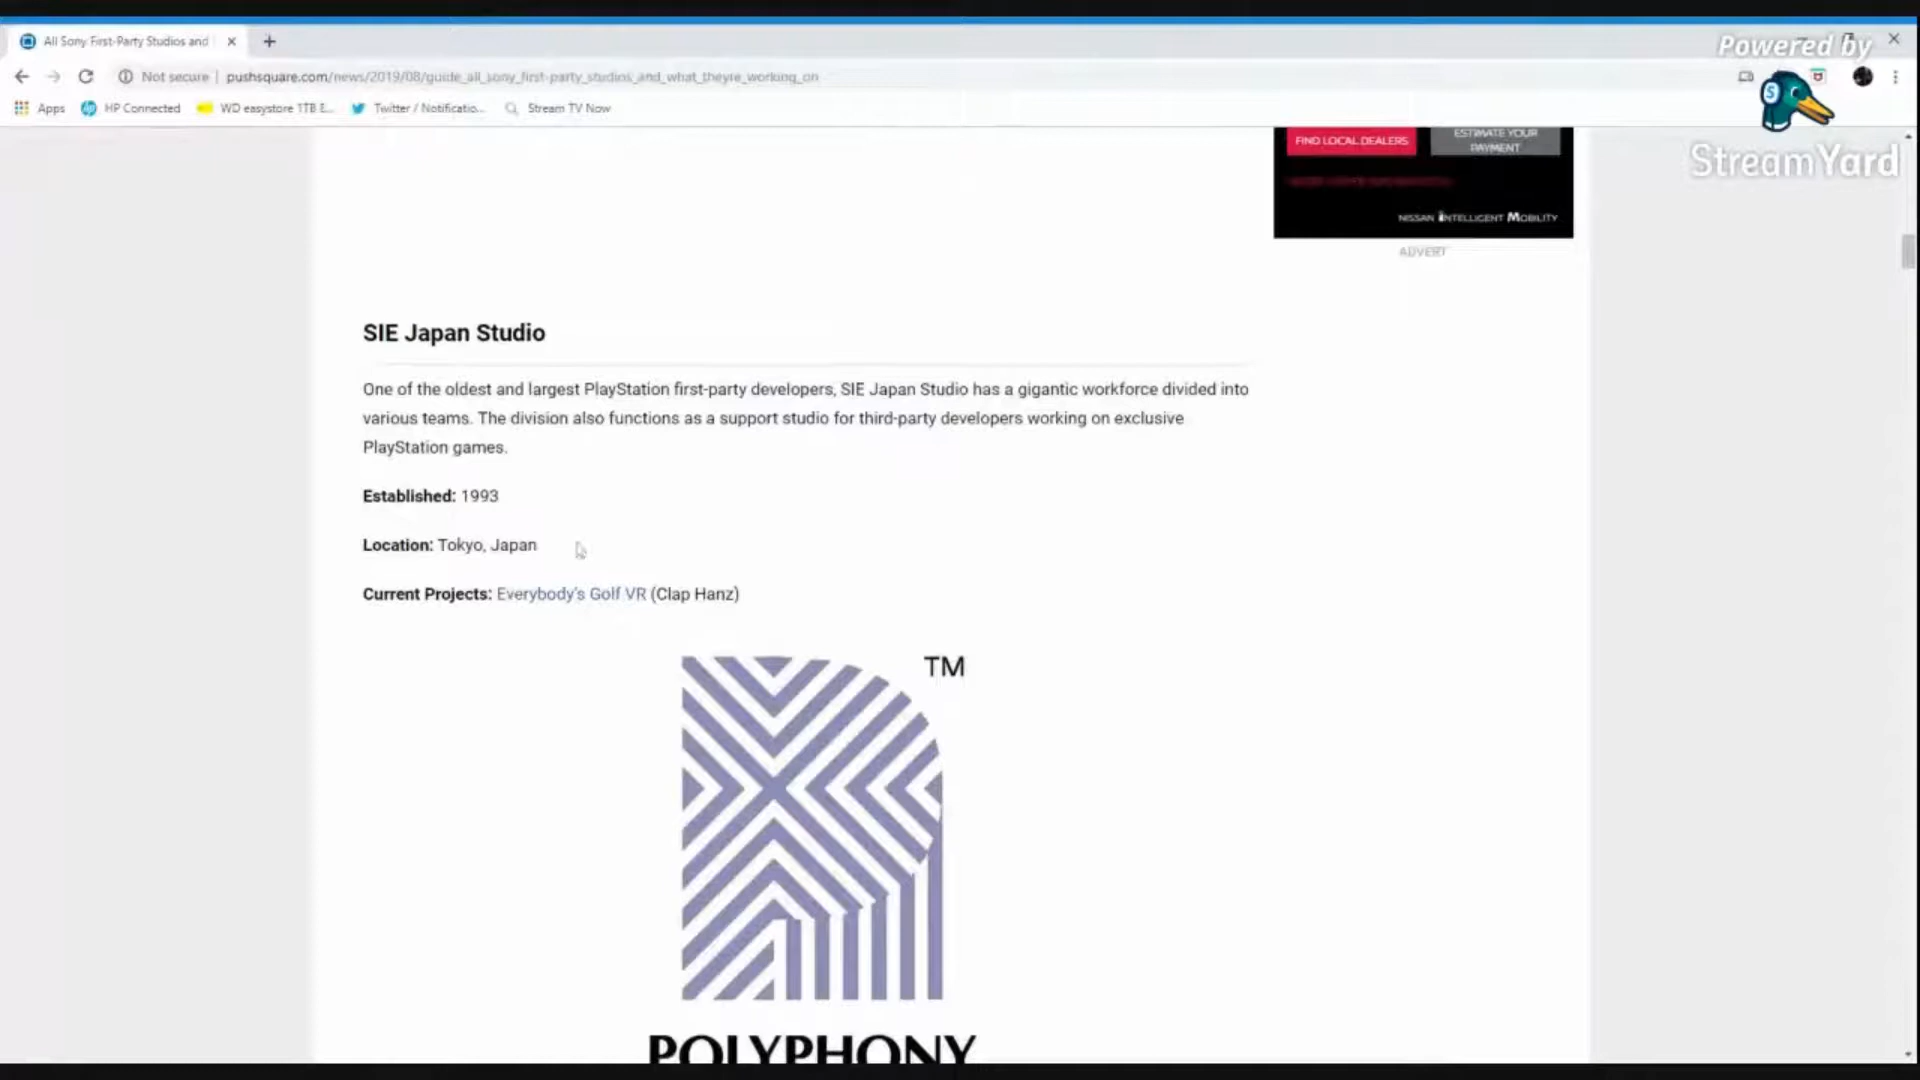 All Sony First-Party Studios and
Powered by
Not secure | pushsquare.com/news/2019/08/guide_all_sony_first-party_studios_and_what_theyre_working_on
Apps HP Connected WD easystore 1TB E... Twitter / Notificatio... Stream TV Now
S
StreamYard
FIND LOCAL DEALERS
ESTIMATE YOUR
PAYMENT
NISSAN INTELLIGENT MOBILITY
ADVERT
SIE Japan Studio
One of the oldest and largest PlayStation first-party developers, SIE Japan Studio has a gigantic workforce divided into
various teams. The division also functions as a support studio for third-party developers working on exclusive
PlayStation games.
Established: 1993
Location: Tokyo, Japan
Current Projects: Everybody's Golf VR (Clap Hanz)
TM
POLYPHONY